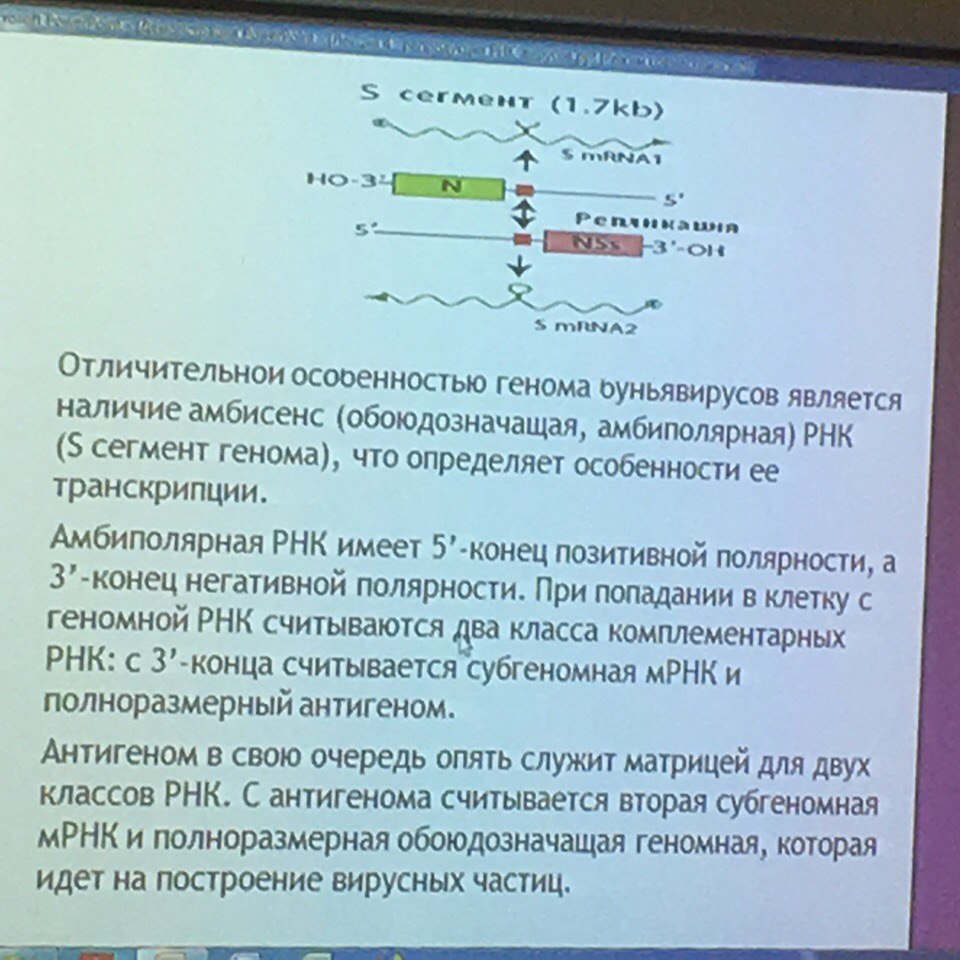 S сегмент (1.7kb)
S mRNA1
HO-3' N 5'
Репликация
5' NSs 3'-OH
S mRNA2
Отличительной особенностью генома буньявирусов является
наличие амбисенс (обоюдозначащая, амбиполярная) РНК
(S сегмент генома), что определяет особенности ее
транскрипции.
Амбиполярная РНК имеет 5'-конец позитивной полярности, а
3'-конец негативной полярности. При попадании в клетку с
геномной РНК считываются два класса комплементарных
РНК: с 3'-конца считывается субгеномная мРНК и
полноразмерный антигеном.
Антигеном в свою очередь опять служит матрицей для двух
классов РНК. С антигенома считывается вторая субгеномная
мРНК и полноразмерная обоюдозначащая геномная, которая
идет на построение вирусных частиц.